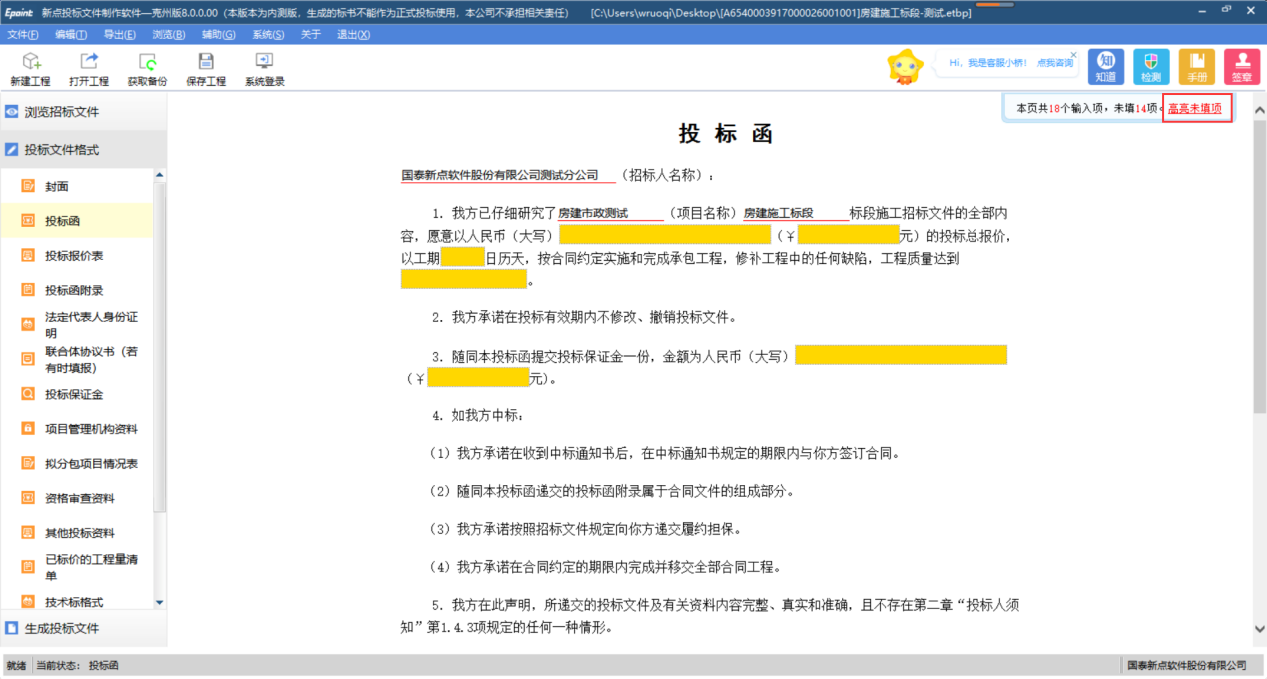 Epoint 新点投标文件制作软件—兖州版8.0.0.00（本版本为内测版，生成的标书不能作为正式投标使用，本公司不承担相关责任） [C:\Users\wruoqi\Desktop\[A6540003917000026001001]房建施工标段-测试.etbp]
文件(F) 编辑(T) 导出(E) 浏览(B) 辅助(G) 系统(S) 关于 退出(X)
新建工程 打开工程 获取备份 保存工程 系统登录
Hi，我是客服小桥！ 点我咨询
知
知道 检测 手册 签章
浏览招标文件
投标文件格式
封面
投标函
投标报价表
投标函附录
法定代表人身份证
明
联合体协议书（若
有时填报）
投标保证金
项目管理机构资料
拟分包项目情况表
资格审查资料
其他投标资料
已标价的工程量清
单
技术标格式
生成投标文件
本页共18个输入项，未填14项。 高亮未填项
投 标 函
国泰新点软件股份有限公司测试分公司 （招标人名称）：
1. 我方已仔细研究了 房建市政测试 （项目名称） 房建施工标段 标段施工招标文件的全部内
容，愿意以人民币（大写） （￥ 元）的投标总报价，
以工期 日历天，按合同约定实施和完成承包工程，修补工程中的任何缺陷，工程质量达到
。
2. 我方承诺在投标有效期内不修改、撤销投标文件。
3. 随同本投标函提交投标保证金一份，金额为人民币（大写）
（￥ 元）。
4. 如我方中标：
（1）我方承诺在收到中标通知书后，在中标通知书规定的期限内与你方签订合同。
（2）随同本投标函递交的投标函附录属于合同文件的组成部分。
（3）我方承诺按照招标文件规定向你方递交履约担保。
（4）我方承诺在合同约定的期限内完成并移交全部合同工程。
5. 我方在此声明，所递交的投标文件及有关资料内容完整、真实和准确，且不存在第二章“投标人须
知”第1.4.3项规定的任何一种情形。
就绪 当前状态： 投标函 国泰新点软件股份有限公司